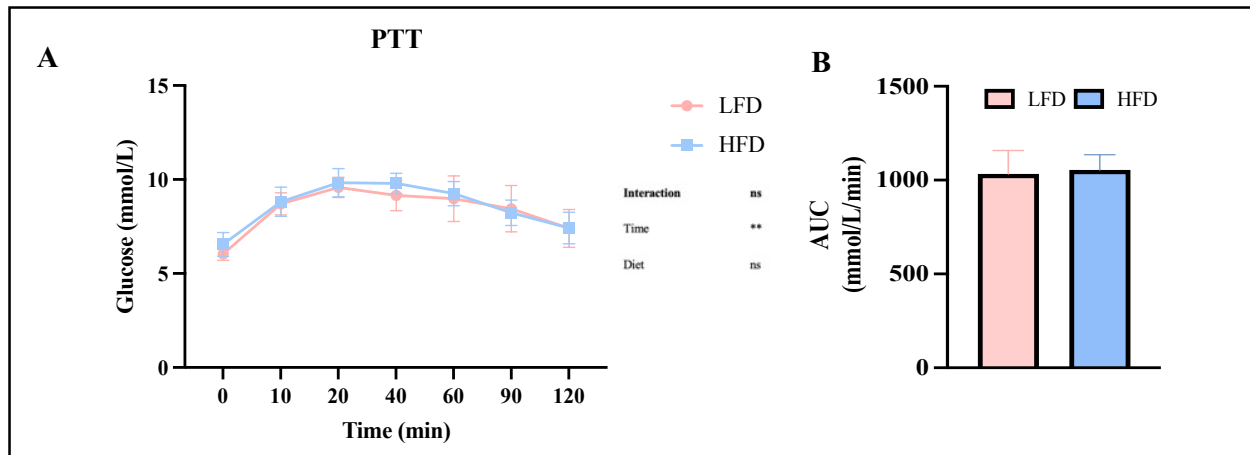 A
PTT
15
10
5
0
Glucose (mmol/L)
0 10 20 40 60 90 120
Time (min)
LFD
HFD
Interaction ns
Time **
Diet ns
B
1500
1000
500
0
AUC
(mmol/L/min)
LFD HFD